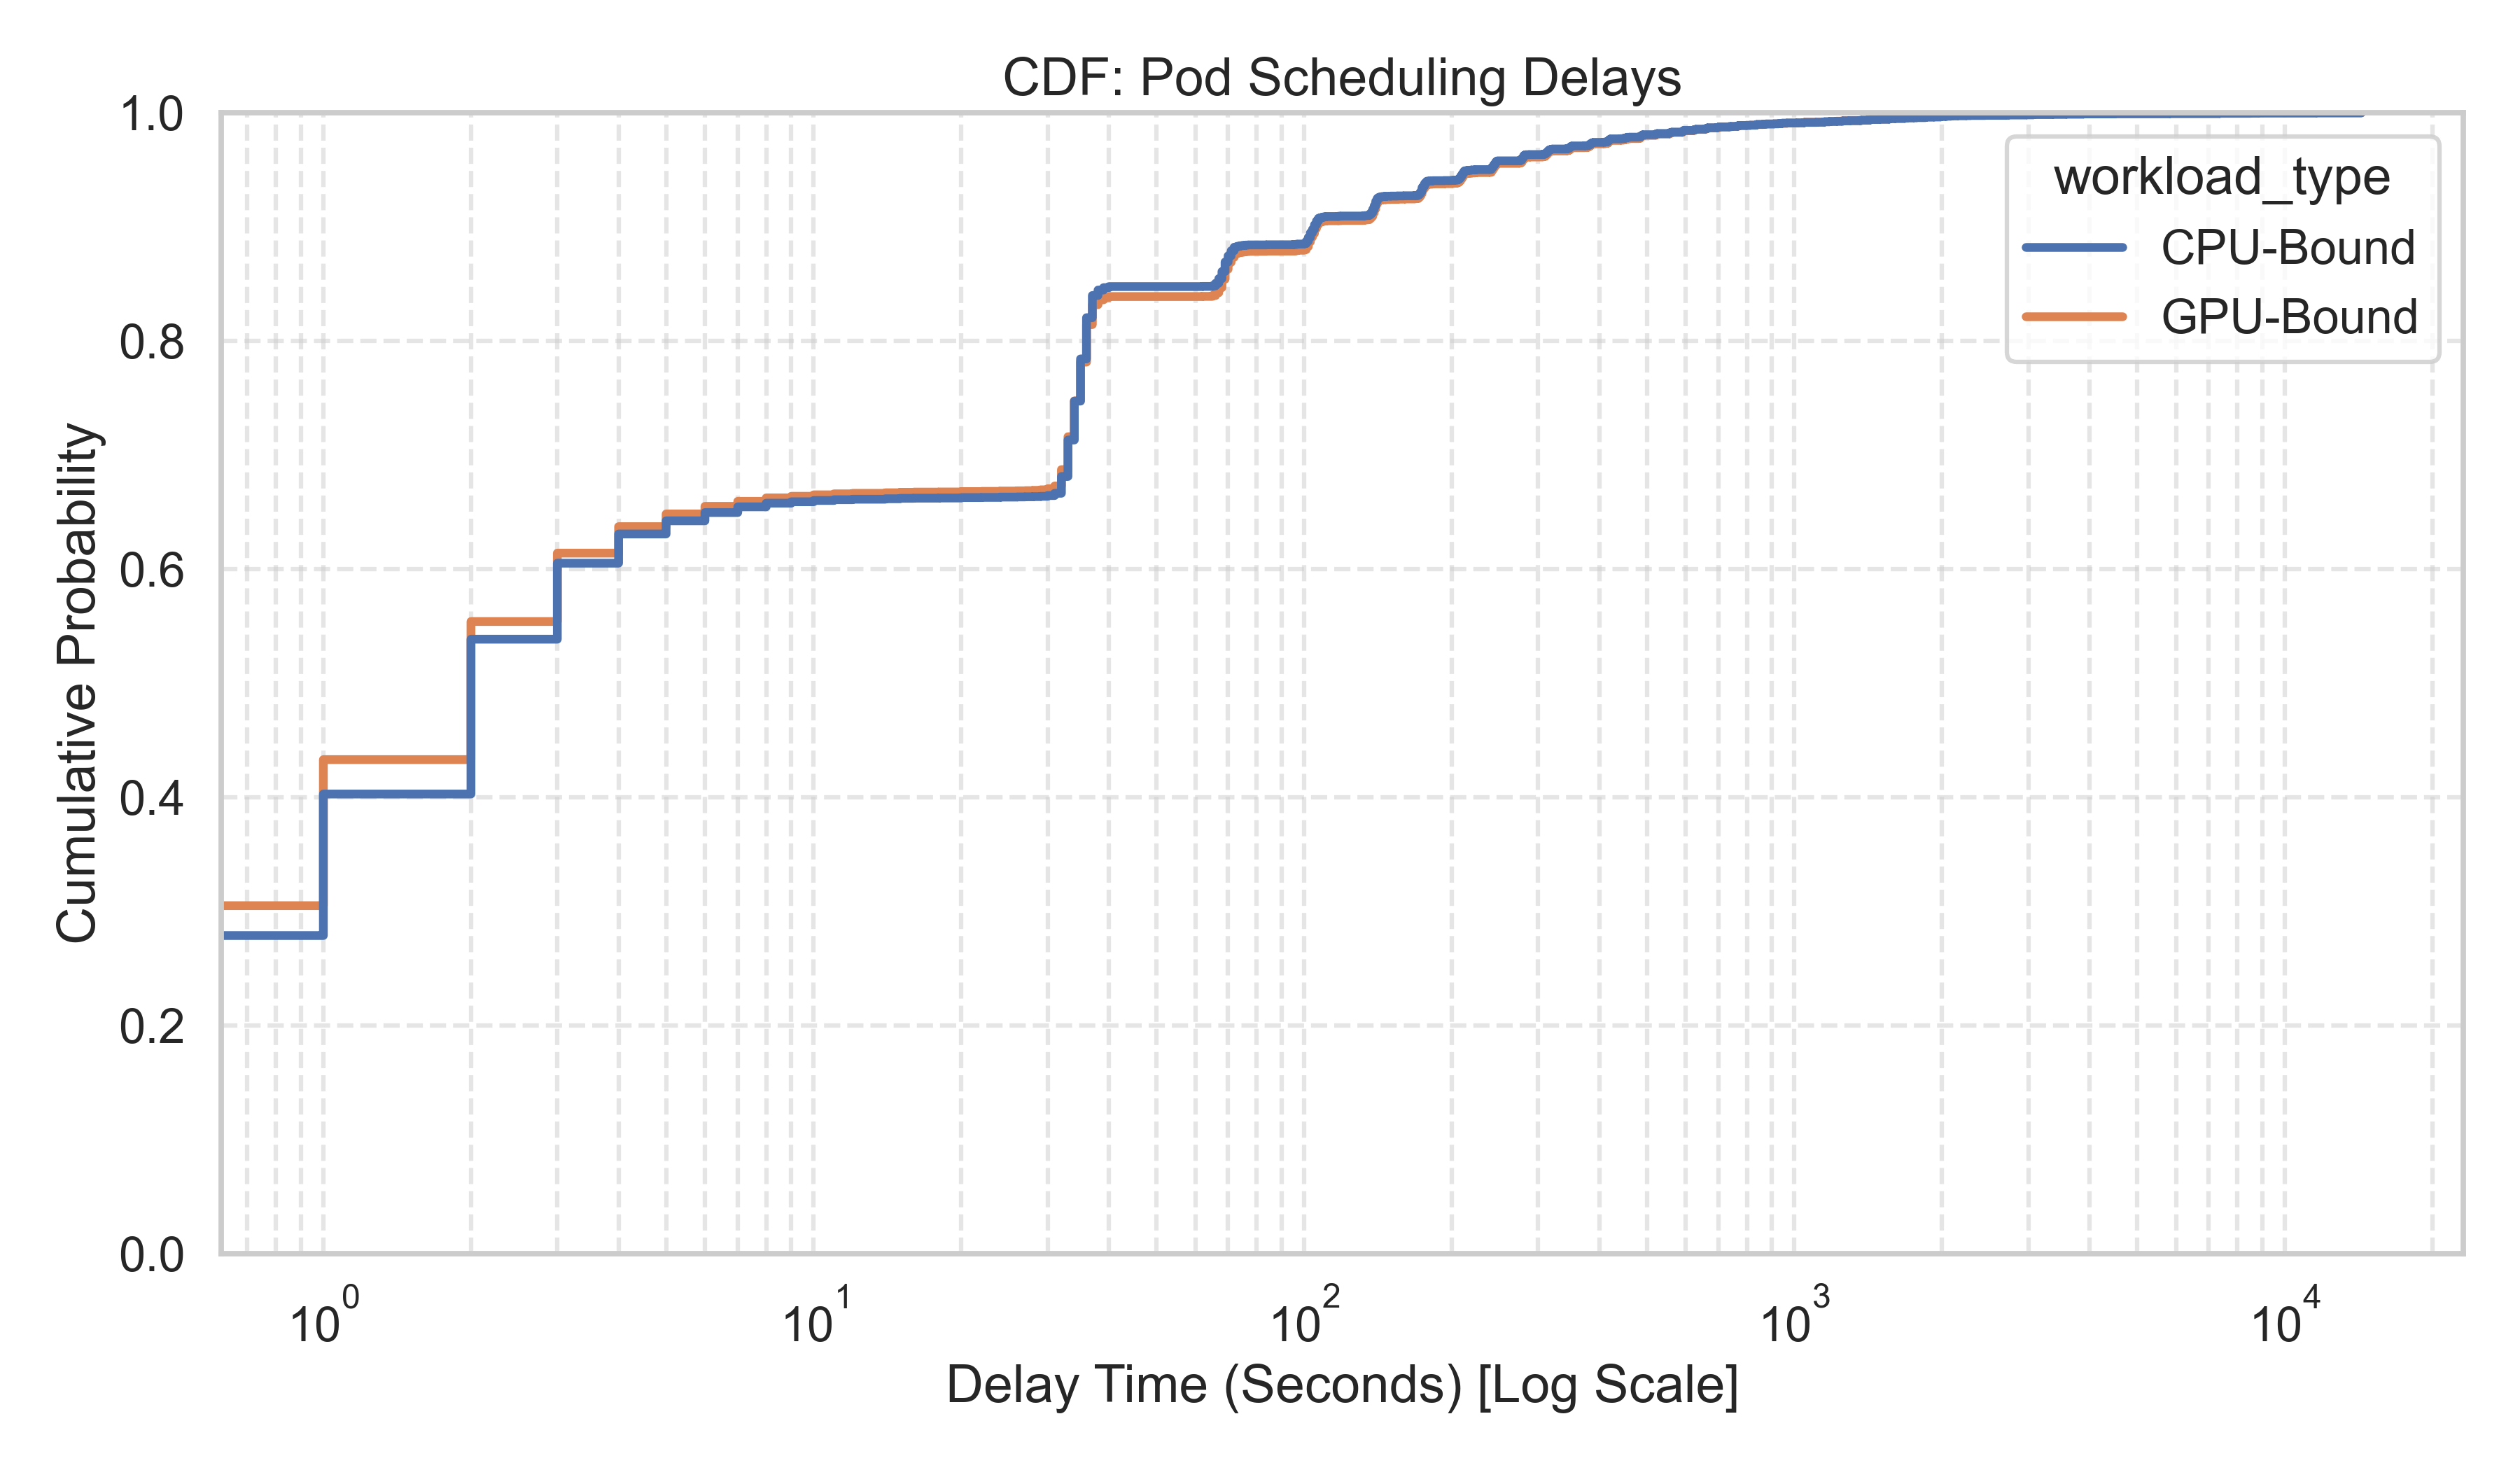 CDF: Pod Scheduling Delays
1.0
0.8
0.6
0.4
0.2
0.0
Cumulative Probability
workload_type
CPU-Bound
GPU-Bound
10^0 10^1 10^2 10^3 10^4
Delay Time (Seconds) [Log Scale]